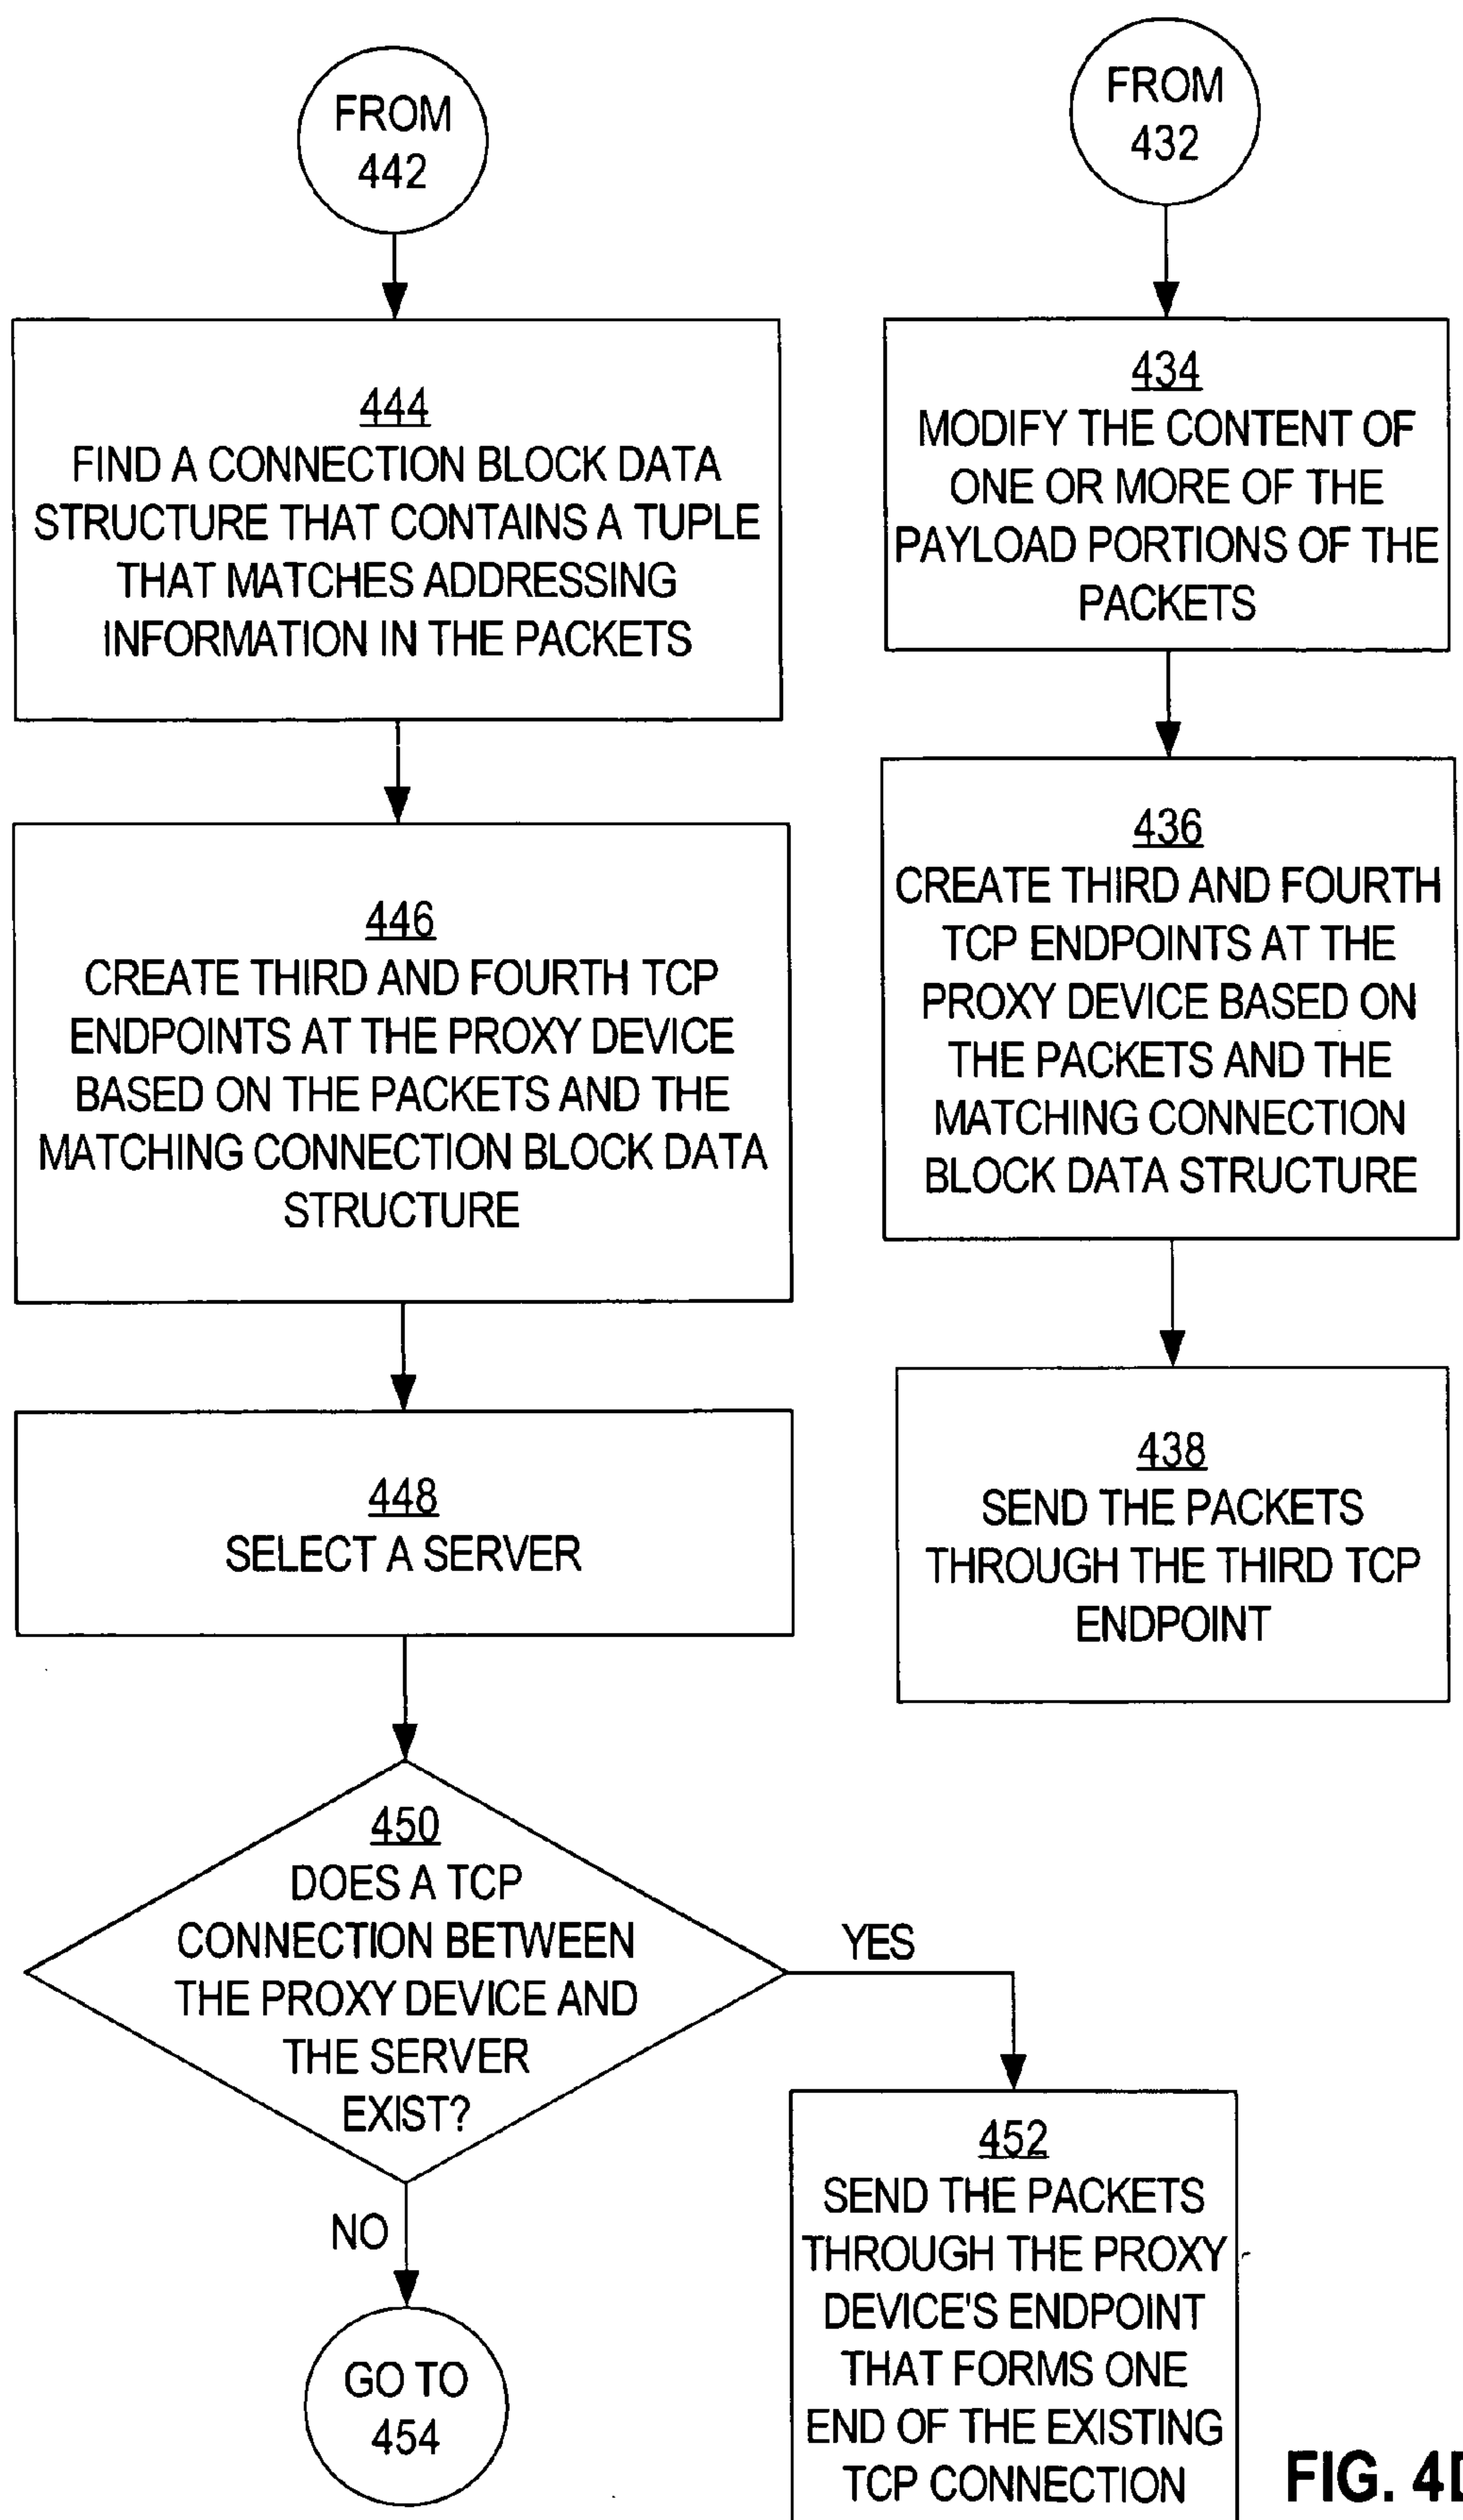 FROM
442
444
FIND A CONNECTION BLOCK DATA
STRUCTURE THAT CONTAINS A TUPLE
THAT MATCHES ADDRESSING
INFORMATION IN THE PACKETS
446
CREATE THIRD AND FOURTH TCP
ENDPOINTS AT THE PROXY DEVICE
BASED ON THE PACKETS AND THE
MATCHING CONNECTION BLOCK DATA
STRUCTURE
448
SELECT A SERVER
450
DOES A TCP
CONNECTION BETWEEN
THE PROXY DEVICE AND
THE SERVER
EXIST?
YES
NO
GO TO
454
452
SEND THE PACKETS
THROUGH THE PROXY
DEVICE'S ENDPOINT
THAT FORMS ONE
END OF THE EXISTING
TCP CONNECTION
FROM
432
434
MODIFY THE CONTENT OF
ONE OR MORE OF THE
PAYLOAD PORTIONS OF THE
PACKETS
436
CREATE THIRD AND FOURTH
TCP ENDPOINTS AT THE
PROXY DEVICE BASED ON
THE PACKETS AND THE
MATCHING CONNECTION
BLOCK DATA STRUCTURE
438
SEND THE PACKETS
THROUGH THE THIRD TCP
ENDPOINT
FIG. 4D